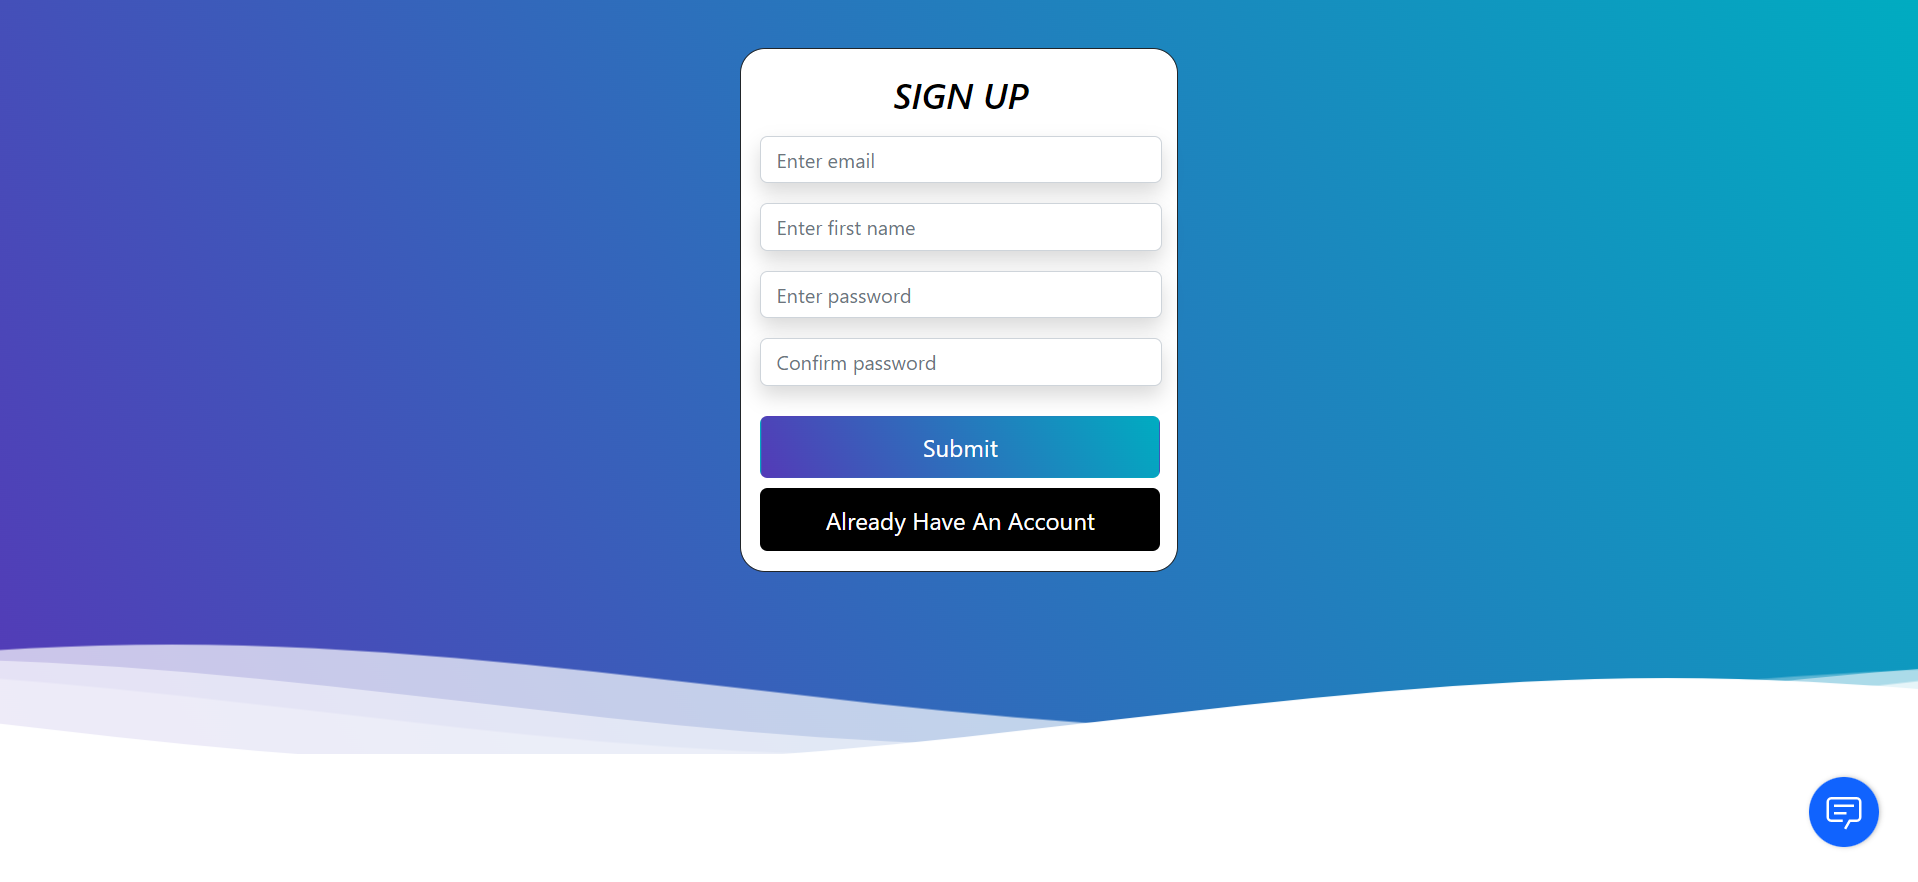 SIGN UP
Enter email
Enter first name
Enter password
Confirm password
Submit
Already Have An Account